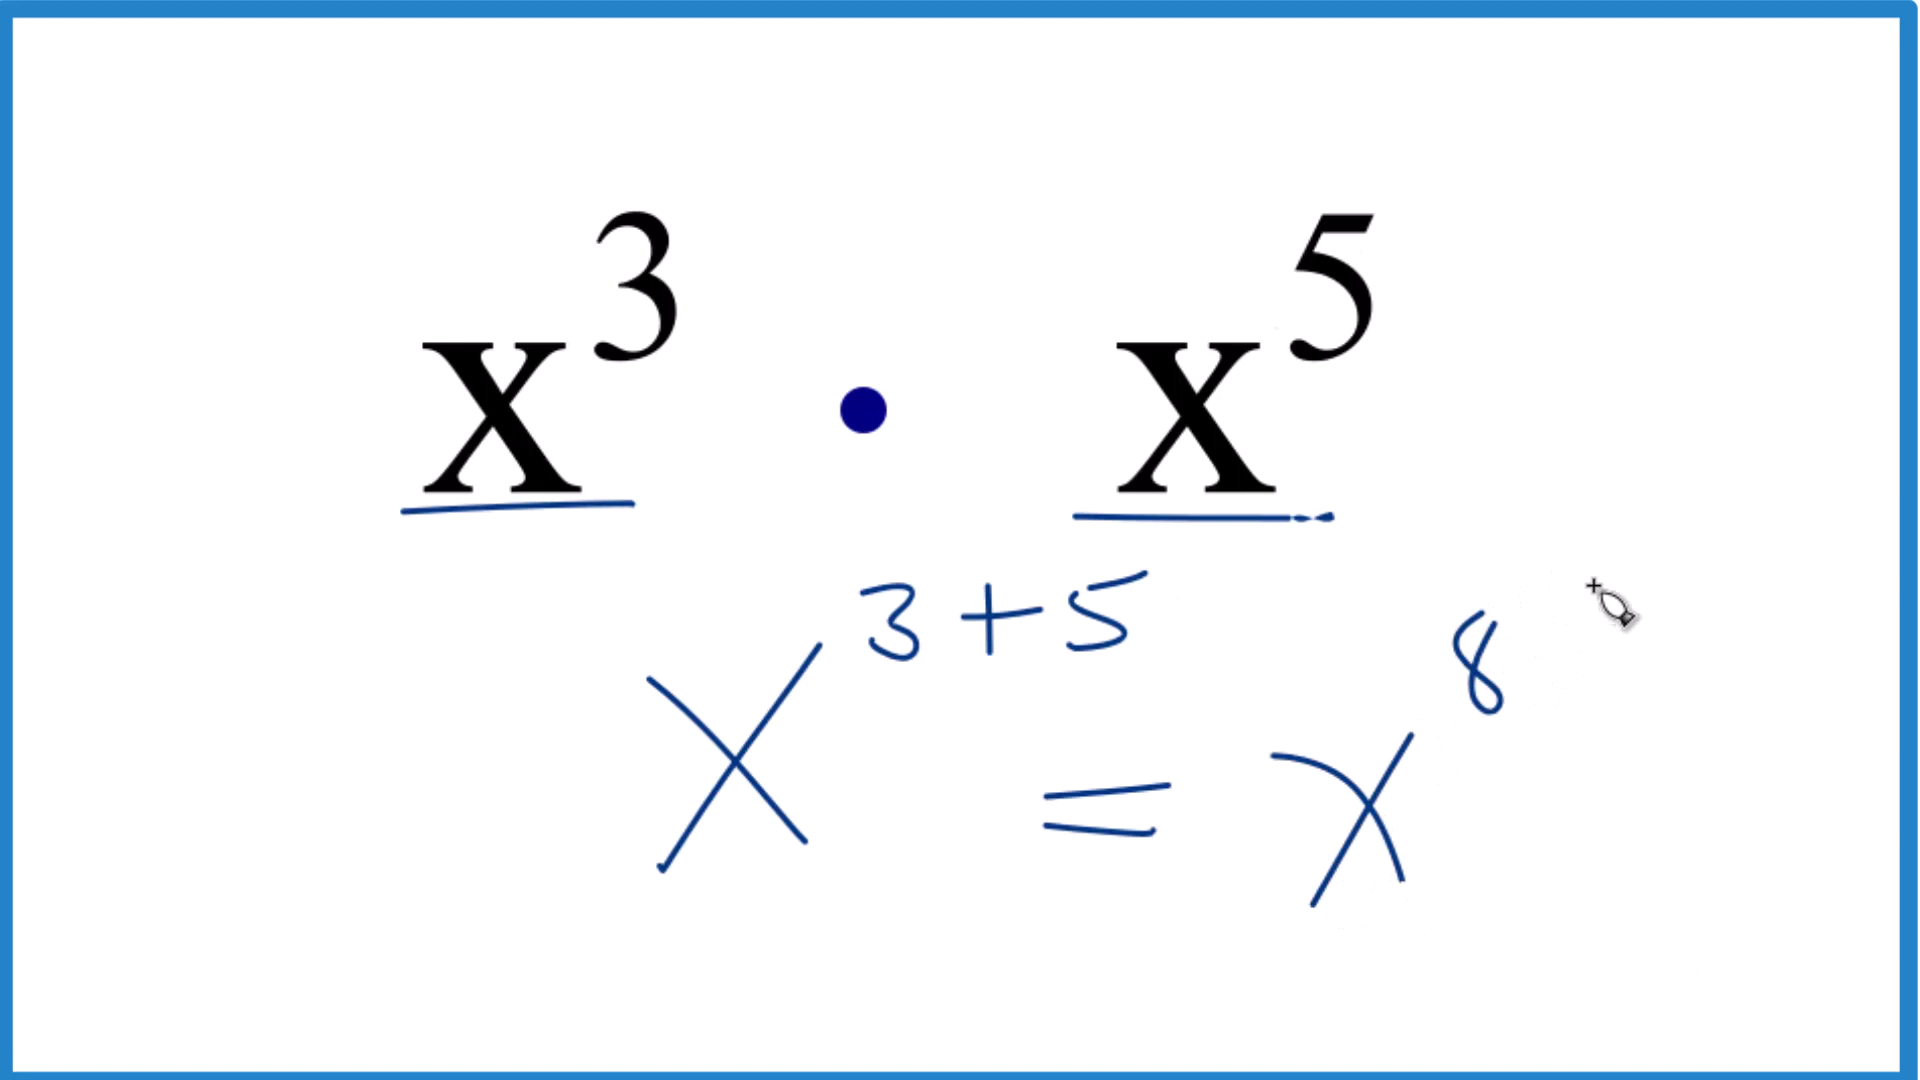 x³ • x⁵
x³⁺⁵
= x⁸